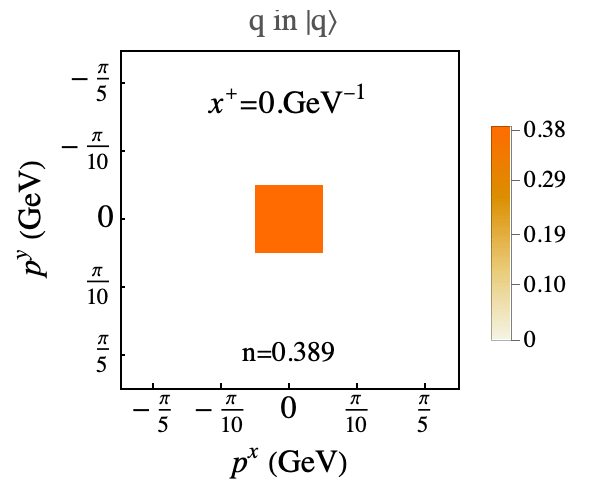 q in |q⟩
x⁺=0.GeV⁻¹
n=0.389
pʸ (GeV)
− π/5
− π/10
0
π/10
π/5
− π/5 − π/10 0 π/10 π/5
pˣ (GeV)
0.38
0.29
0.19
0.10
0